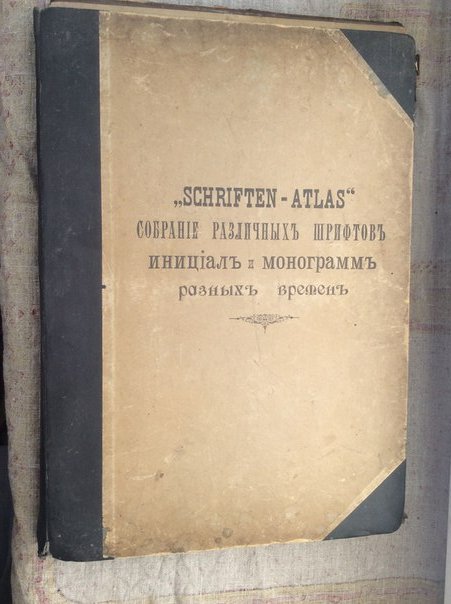 „SCHRIFTEN-ATLAS“
СОБРАНІЕ РАЗЛИЧНЫХЪ ШРИФТОВЪ
ИНИЦІАЛЪ и МОНОГРАММЪ
разныхъ временъ